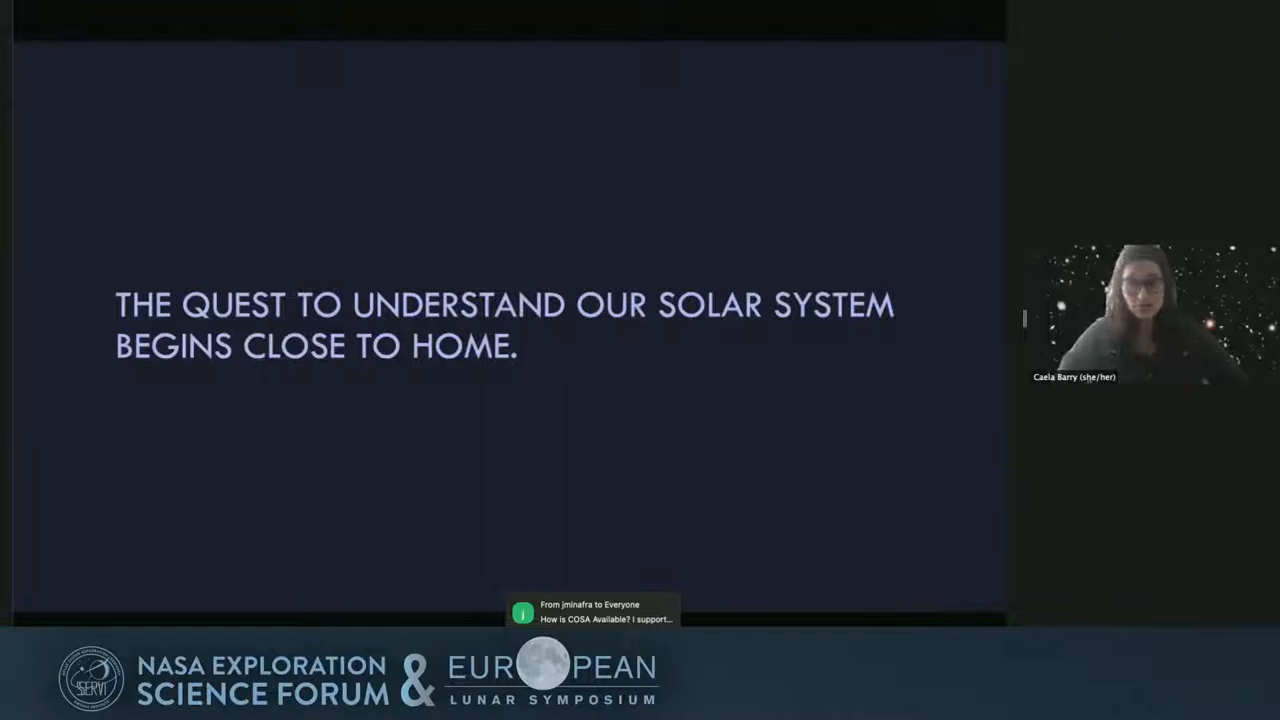 THE QUEST TO UNDERSTAND OUR SOLAR SYSTEM
BEGINS CLOSE TO HOME.
Caela Barry (she/her)
j
From jminafra to Everyone
How is COSA Available? I support...
SSERVI
NASA EXPLORATION
SCIENCE FORUM
&
EUROPEAN
LUNAR SYMPOSIUM